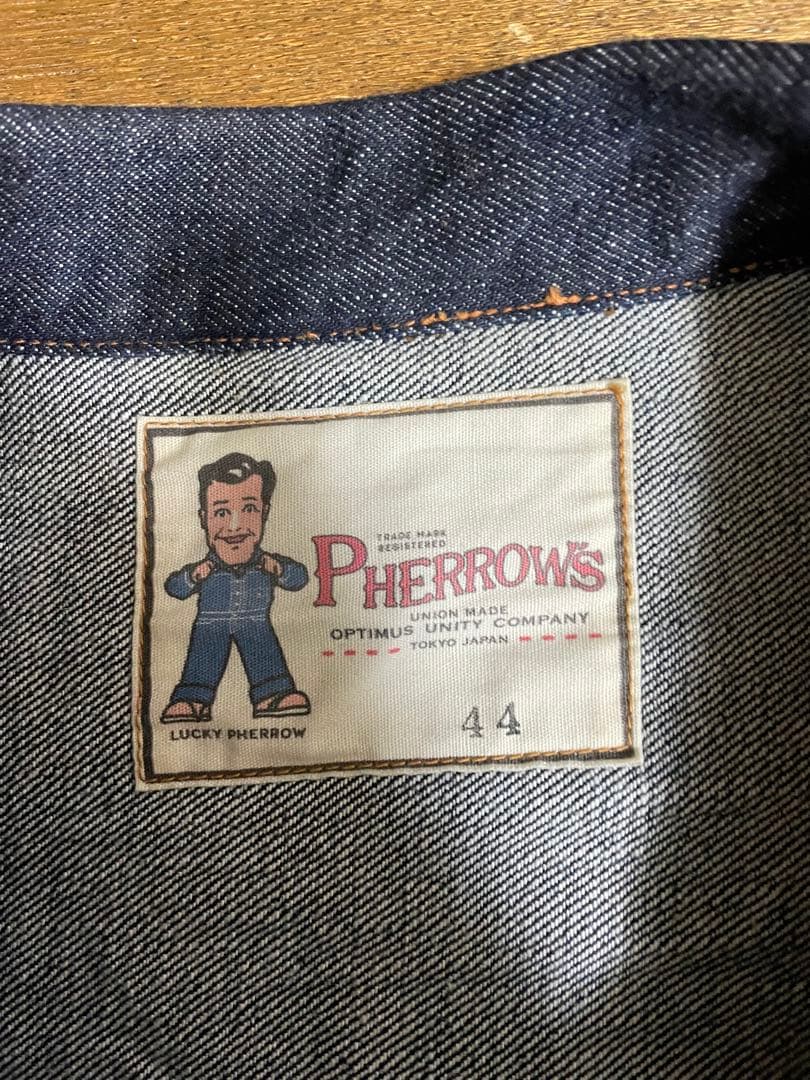 TRADE MARK
REGISTERED
PHERROW'S
UNION MADE
OPTIMUS UNITY COMPANY
TOKYO JAPAN
44
LUCKY PHERROW